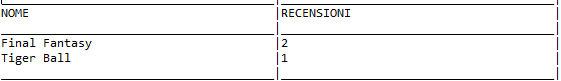 NOME RECENSIONI
Final Fantasy 2
Tiger Ball 1